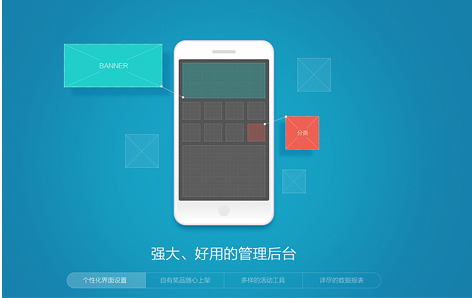 BANNER
分类
强大、好用的管理后台
个性化界面设置
自有奖品随心上架
多样的活动工具
详尽的数据报表